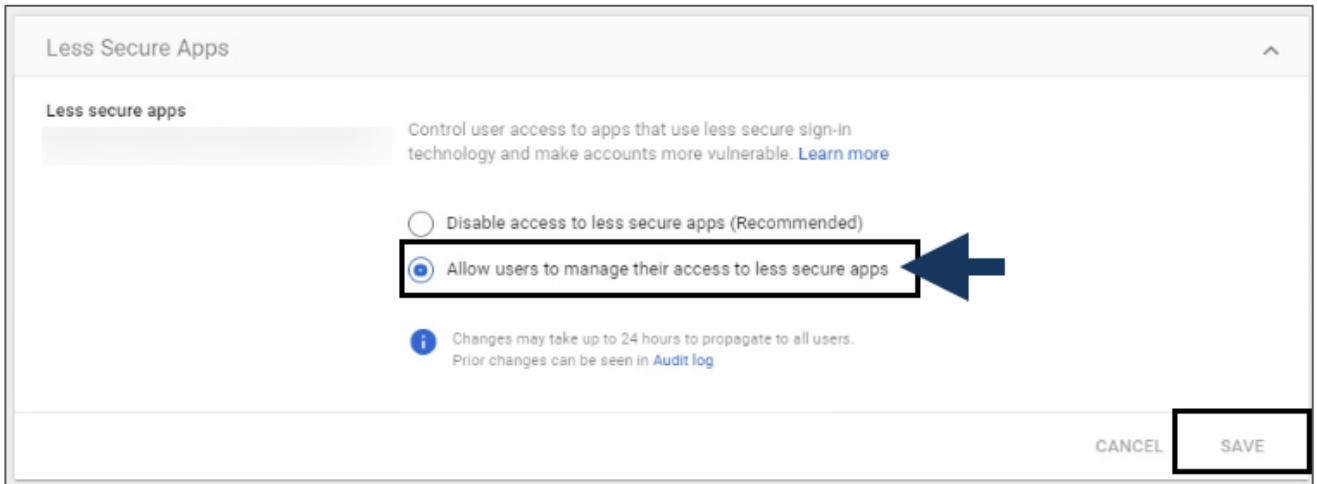 Less Secure Apps
Less secure apps
Control user access to apps that use less secure sign-in
technology and make accounts more vulnerable. Learn more
Disable access to less secure apps (Recommended)
Allow users to manage their access to less secure apps
Changes may take up to 24 hours to propagate to all users.
Prior changes can be seen in Audit log
CANCEL SAVE